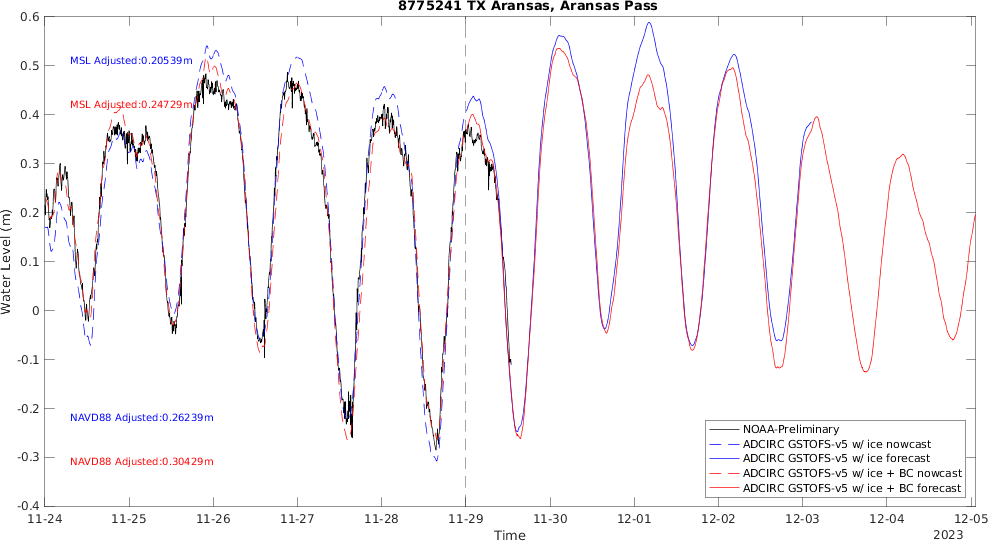 8775241 TX Aransas, Aransas Pass
0.6
0.5
0.4
0.3
0.2
0.1
0
-0.1
-0.2
-0.3
-0.4
Water Level (m)
MSL Adjusted:0.20539m
MSL Adjusted:0.24729m
NAVD88 Adjusted:0.26239m
NAVD88 Adjusted:0.30429m
NOAA-Preliminary
ADCIRC GSTOFS-v5 w/ ice nowcast
ADCIRC GSTOFS-v5 w/ ice forecast
ADCIRC GSTOFS-v5 w/ ice + BC nowcast
ADCIRC GSTOFS-v5 w/ ice + BC forecast
11-24 11-25 11-26 11-27 11-28 11-29 11-30 12-01 12-02 12-03 12-04 12-05
Time
2023